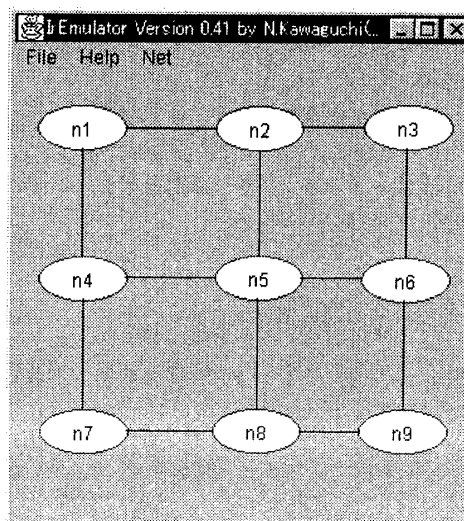 Emulator Version 0.41 by N.Kawaguchi(..
File Help Net
n1 n2 n3
n4 n5 n6
n7 n8 n9